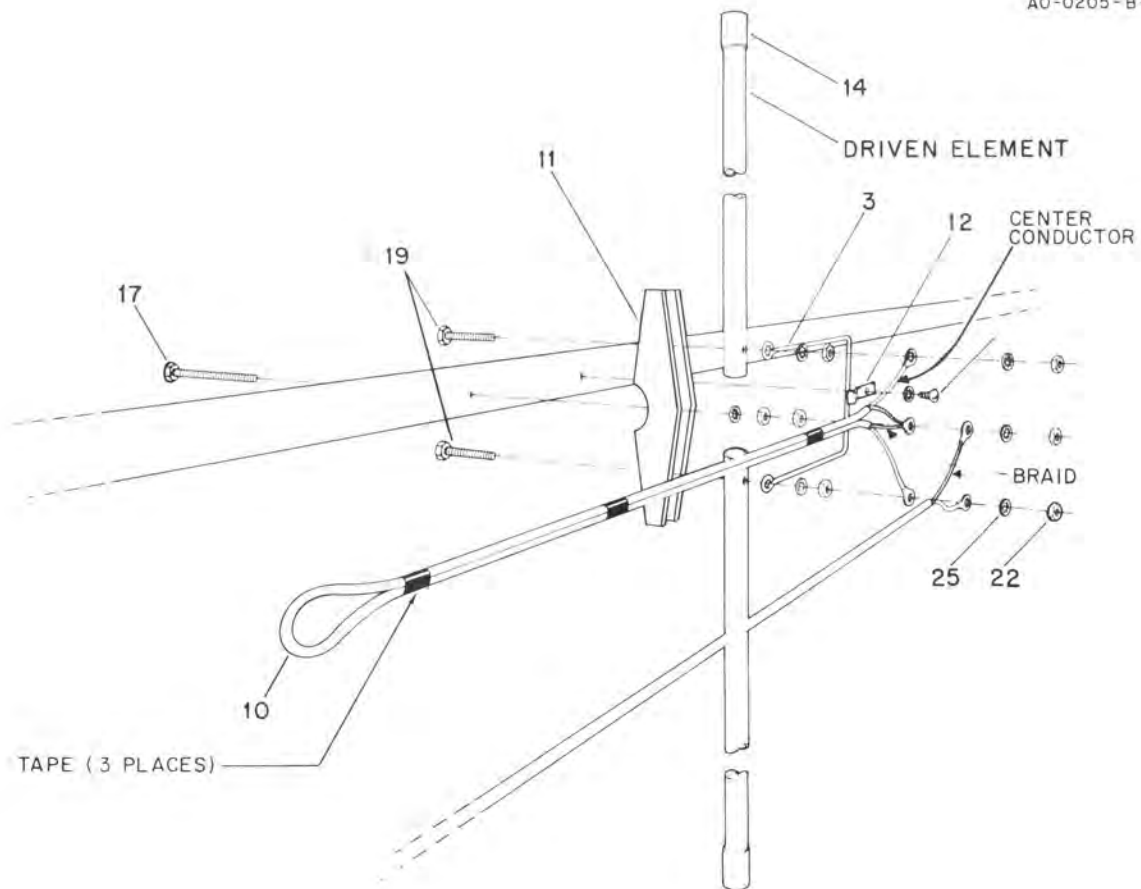 A0-0205-B-
14
DRIVEN ELEMENT
11
3
12
CENTER
CONDUCTOR
19
17
BRAID
25
22
10
TAPE (3 PLACES)